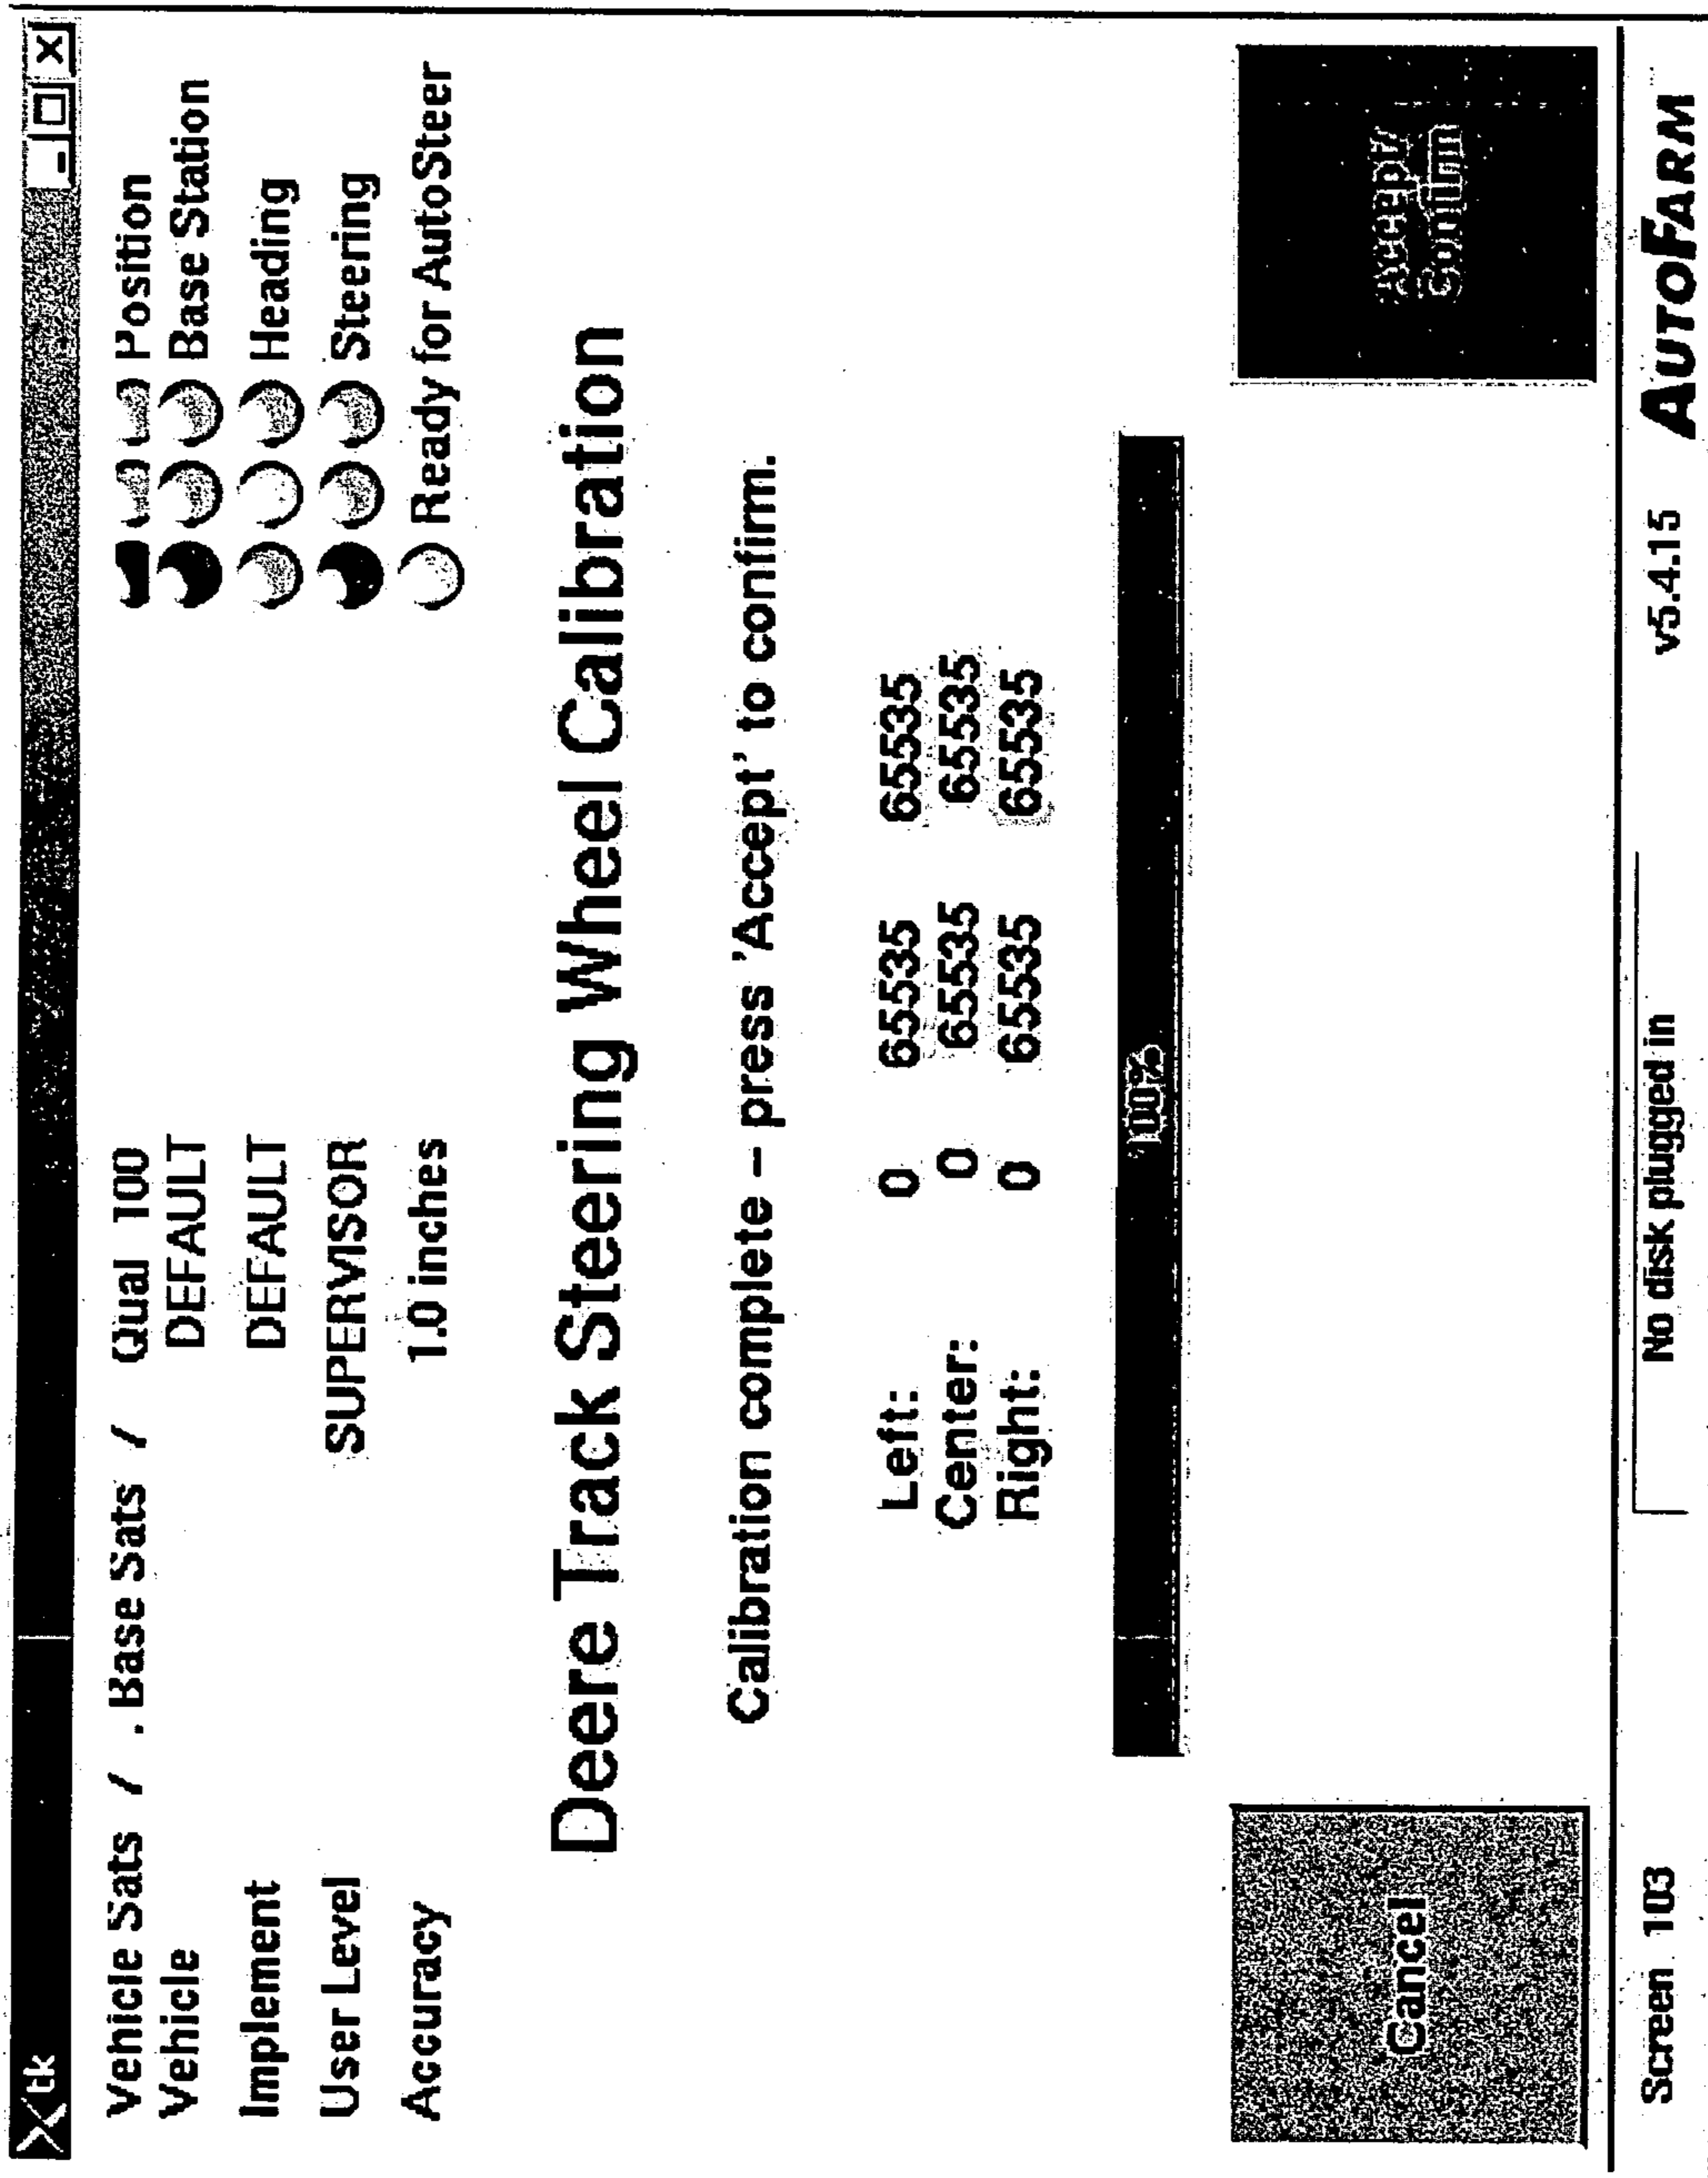 tk
Vehicle Sats / . Base Sats / Qual 100 Position
Vehicle DEFAULT Base Station
Implement DEFAULT Heading
User Level SUPERVISOR Steering
Accuracy 1.0 inches Ready for AutoSteer
Deere Track Steering Wheel Calibration
Calibration complete – press 'Accept' to confirm.
Left: 0 65535 65535
Center: 0 65535 65535
Right: 0 65535 65535
100%
Cancel
Accept/
Confirm
Screen 103 No disk plugged in v5.4.15 AUTOFARM